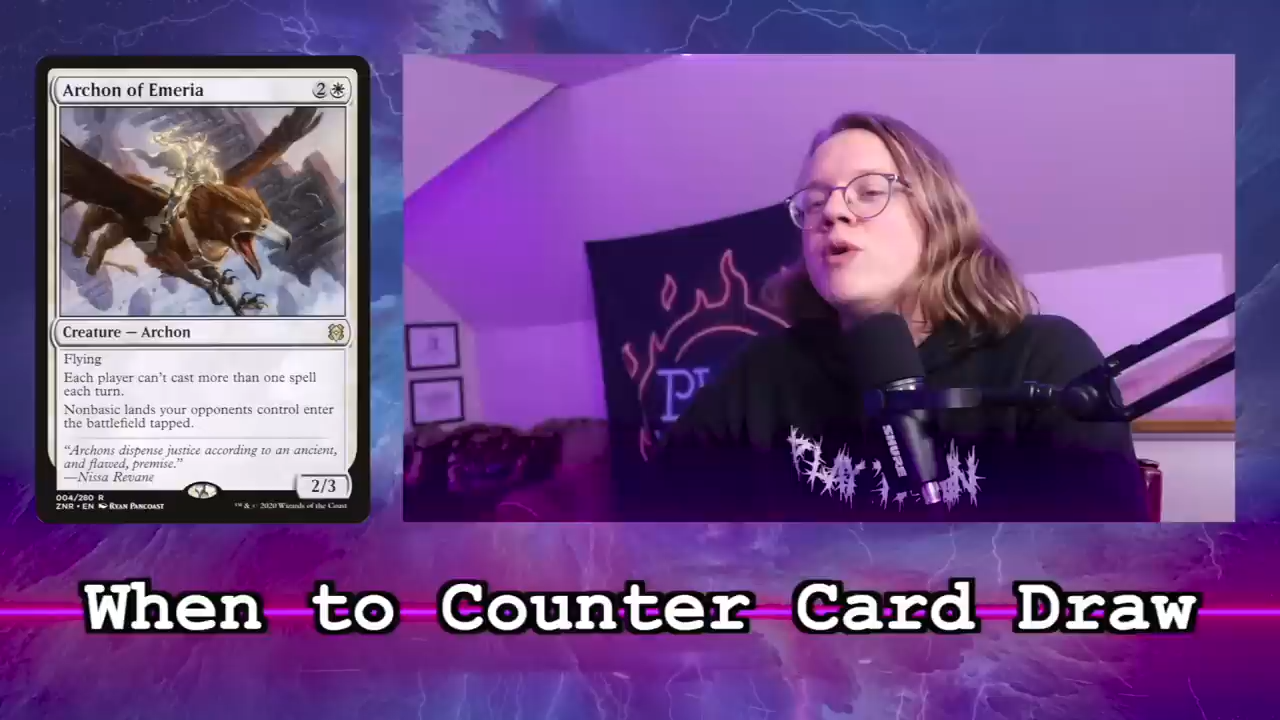 Archon of Emeria 2
Creature — Archon
Flying
Each player can't cast more than one spell
each turn.
Nonbasic lands your opponents control enter
the battlefield tapped.
"Archons dispense justice according to an ancient,
and flawed, premise."
—Nissa Revane
2/3
004/280 R
ZNR • EN RYAN PANCOAST
™ & © 2020 Wizards of the Coast
SHURE
When to Counter Card Draw